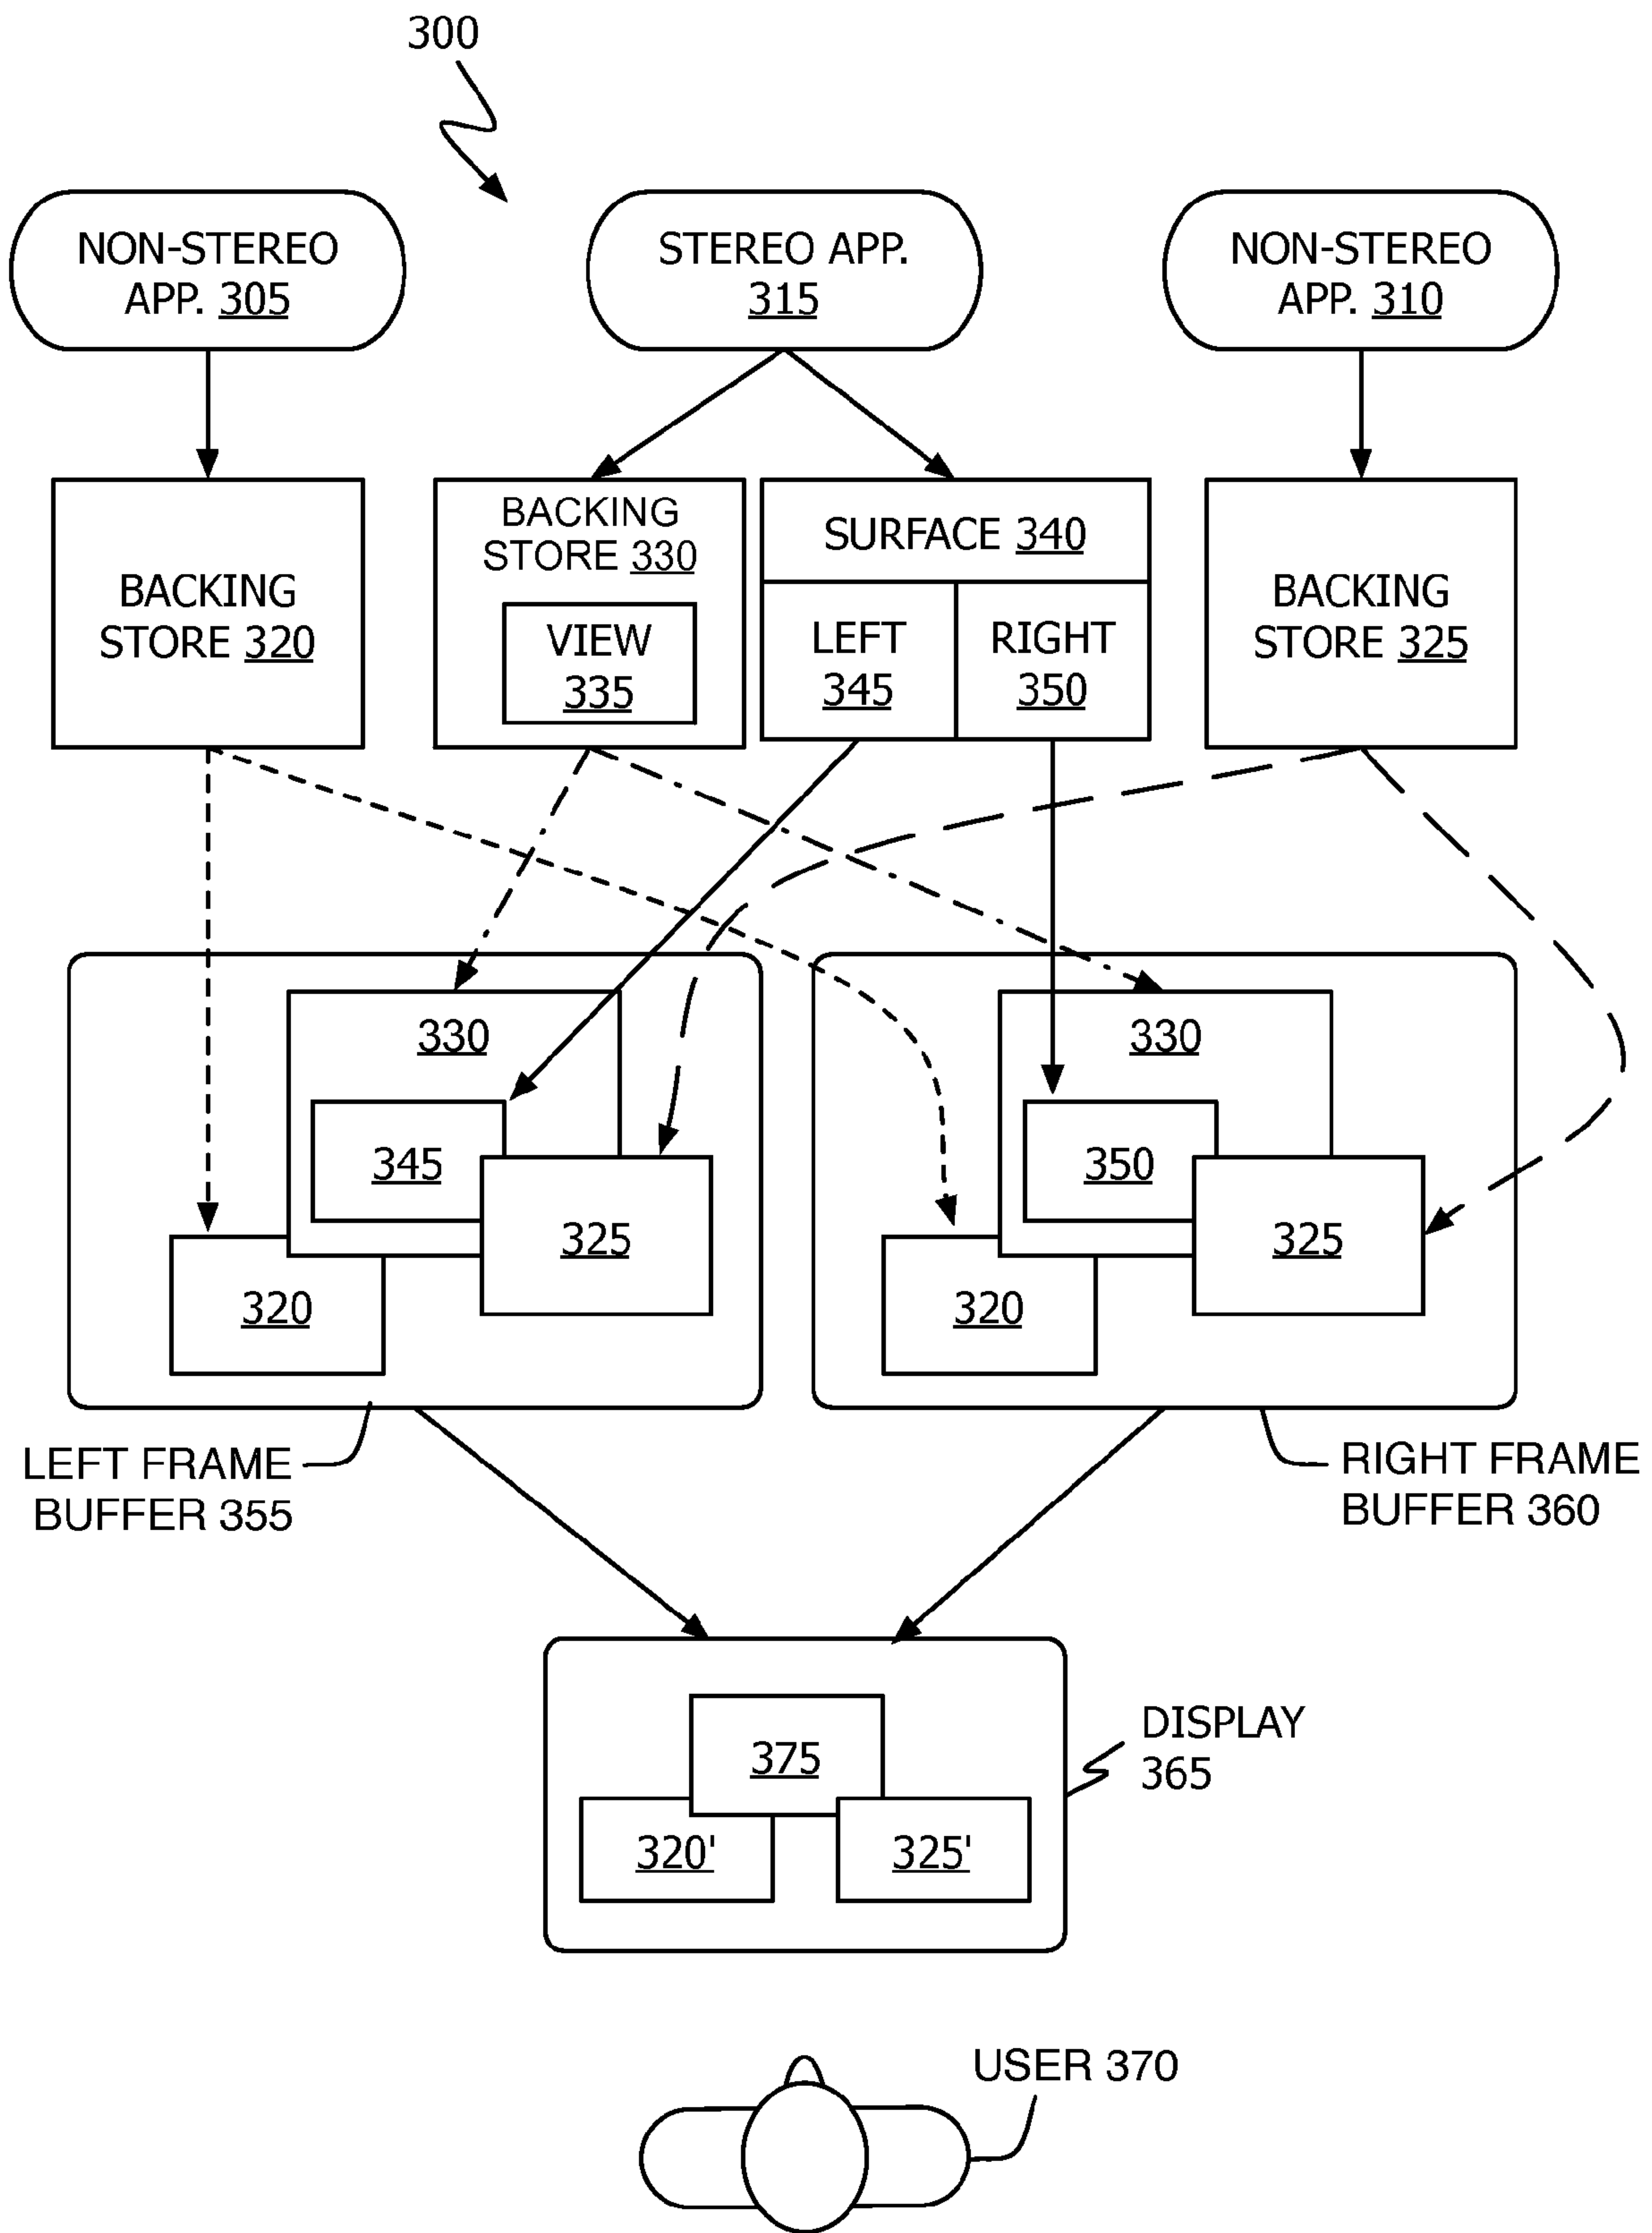 300
NON-STEREO
APP. 305
STEREO APP.
315
NON-STEREO
APP. 310
BACKING
STORE 320
BACKING
STORE 330
VIEW
335
SURFACE 340
LEFT
345
RIGHT
350
BACKING
STORE 325
330
345
325
320
330
350
325
320
LEFT FRAME
BUFFER 355
RIGHT FRAME
BUFFER 360
375
320'
325'
DISPLAY
365
USER 370